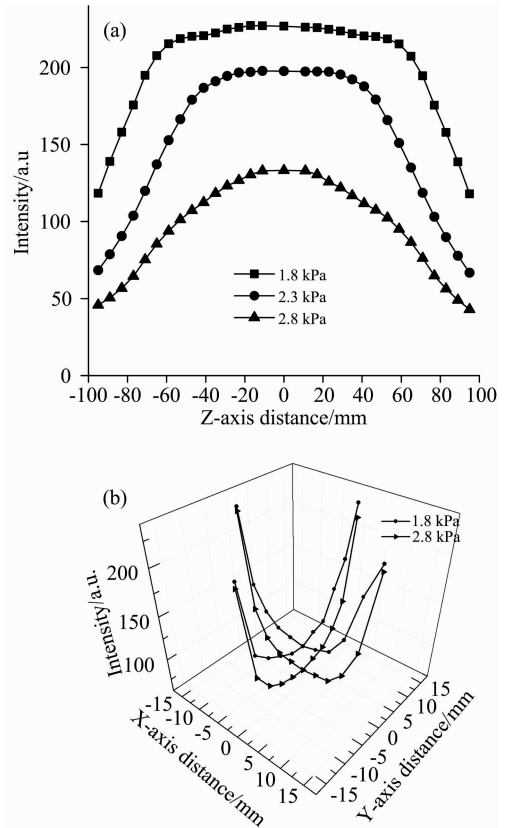 (a)
Intensity/a.u
200
150
100
50
0
1.8 kPa
2.3 kPa
2.8 kPa
-100 -80 -60 -40 -20 0 20 40 60 80 100
Z-axis distance/mm
(b)
1.8 kPa
2.8 kPa
Intensity/a.u.
200
150
100
-15 -10 -5 0 5 10 15
X-axis distance/mm
-15 -10 -5 0 5 10 15
Y-axis distance/mm